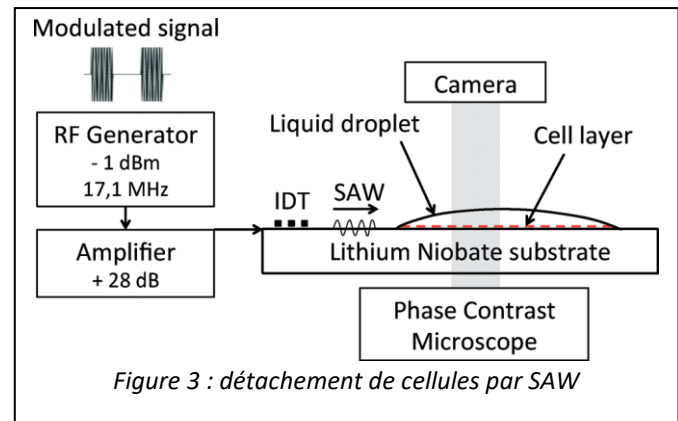 Modulated signal
RF Generator
- 1 dBm
17,1 MHz
Amplifier
+ 28 dB
IDT
SAW
Liquid droplet
Camera
Cell layer
Lithium Niobate substrate
Phase Contrast
Microscope
Figure 3 : détachement de cellules par SAW